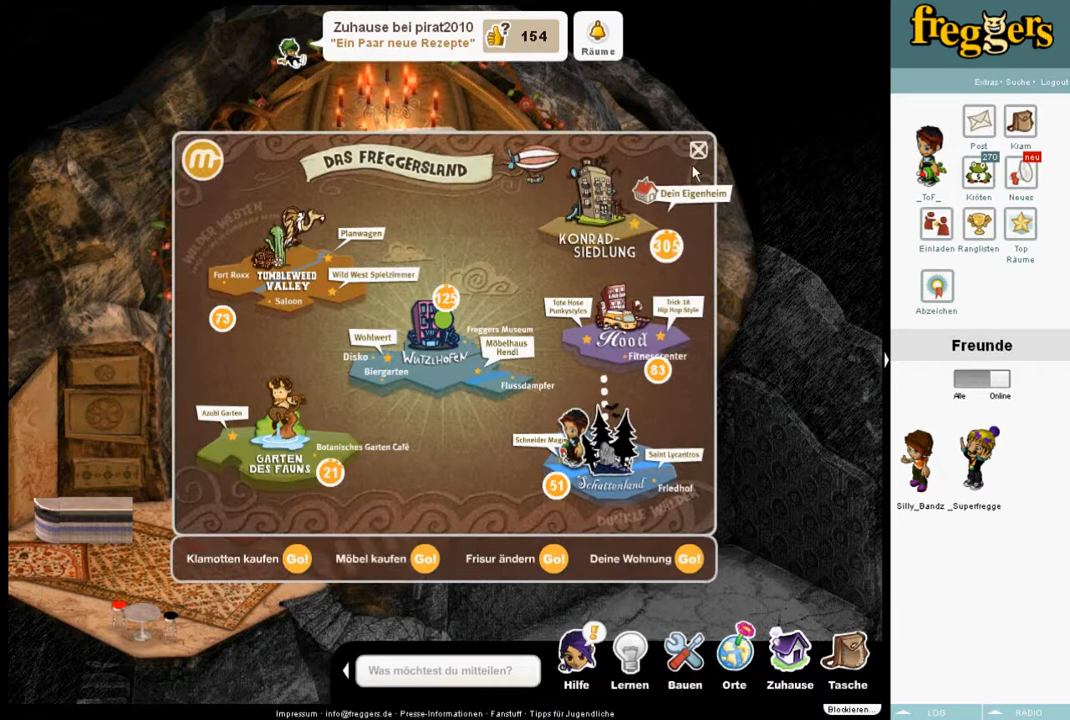 Zuhause bei pirat2010
"Ein Paar neue Rezepte"
154
Räume
freggers
Extras · Suche · Logout
Post
Kram
_ToF_
270
Kröten
neu
Neues
Einladen
Ranglisten
Top
Räume
Abzeichen
Freunde
Alle
Online
Silly_Bandz
_Superfregge
m
DAS FREGGERSLAND
Dein Eigenheim
KONRAD-
SIEDLUNG
305
WILDER WESTEN
Planwagen
Fort Roxx
TUMBLEWEED
VALLEY
Wild West Spielzimmer
Saloon
73
125
Wohlwert
Freggers Museum
Disko
WUTZLHOFEN
Möbelhaus
Hendl
Biergarten
Flussdampfer
Tote Hose
Punkystyles
Trick 18
Hip Hop Style
Hood
Fitnesscenter
83
Azubi Garten
Botanisches Garten Café
GARTEN
DES FAUNS
21
Schneider Magi
Saint Lycantros
51
Schattenland
Friedhof
DUNKLE WALDER
Klamotten kaufen Go!
Möbel kaufen Go!
Frisur ändern Go!
Deine Wohnung Go!
Was möchtest du mitteilen?
Hilfe
Lernen
Bauen
Orte
Zuhause
Tasche
Blockieren...
Impressum · info@freggers.de · Presse-Informationen · Fanstuff · Tipps für Jugendliche
LOG
RADIO